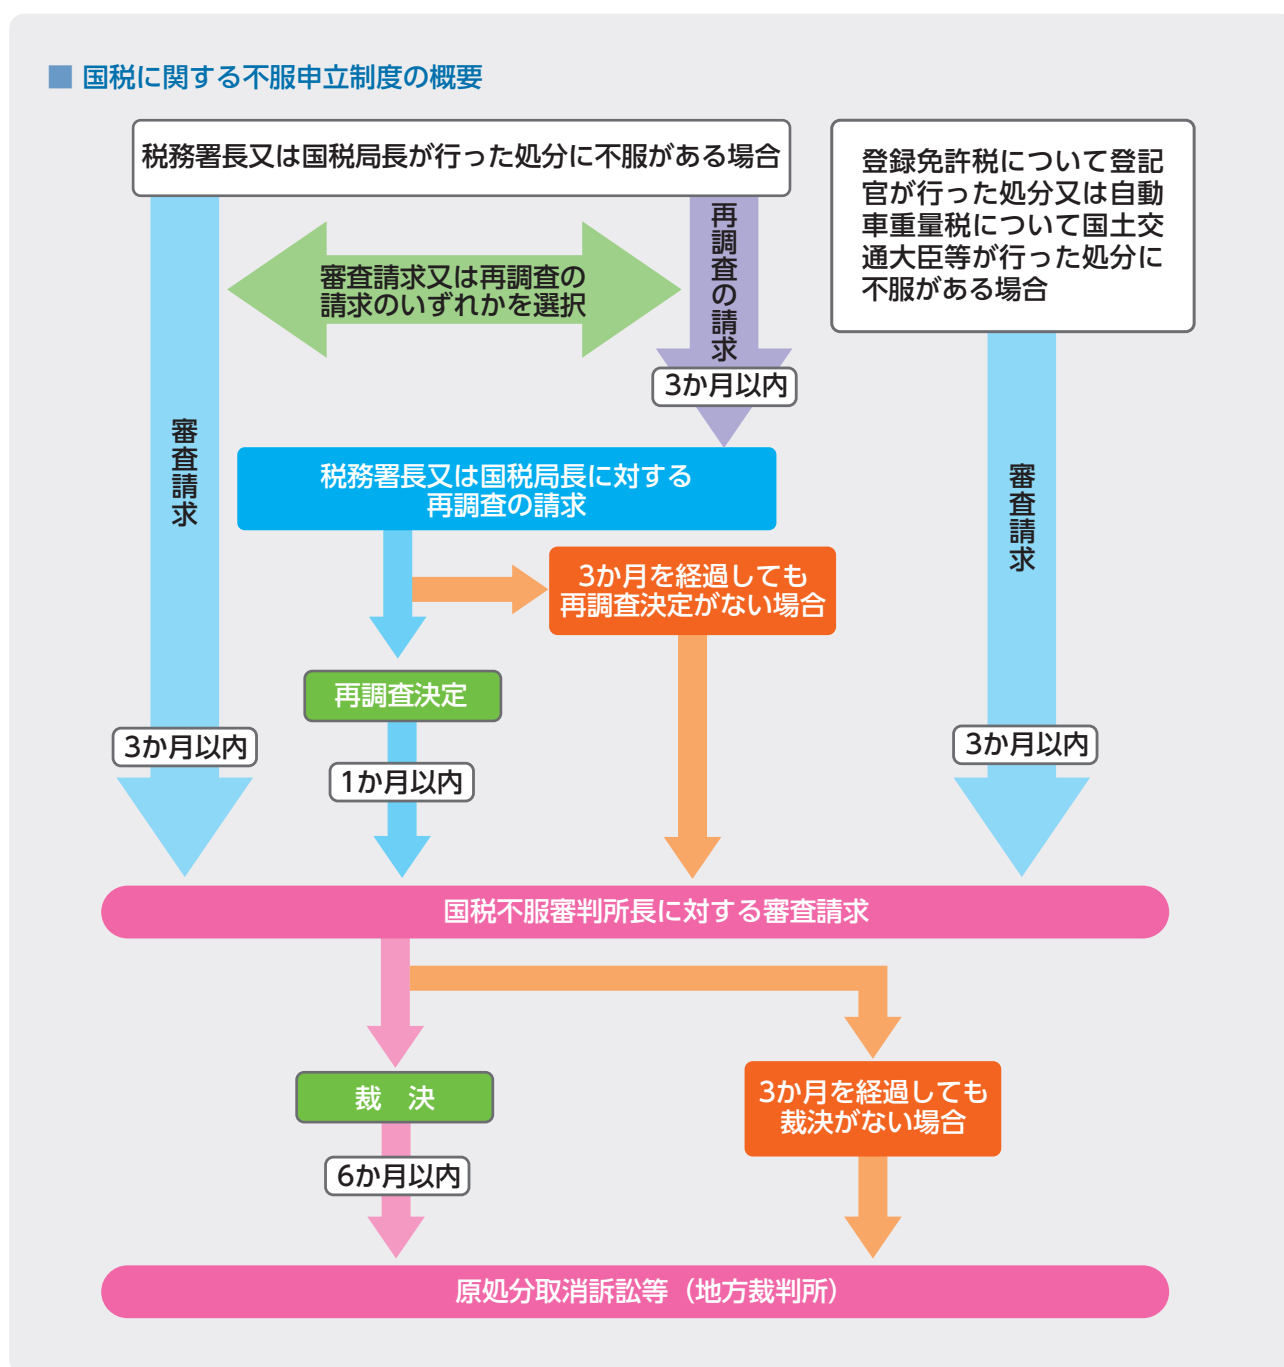 国税に関する不服申立制度の概要
税務署長又は国税局長が行った処分に不服がある場合
登録免許税について登記
官が行った処分又は自動
車重量税について国土交
通大臣等が行った処分に
不服がある場合
審査請求又は再調査の
請求のいずれかを選択
再調査の請求
3か月以内
審査請求
税務署長又は国税局長に対する
再調査の請求
審査請求
3か月を経過しても
再調査決定がない場合
再調査決定
3か月以内
1か月以内
3か月以内
国税不服審判所長に対する審査請求
裁　決
3か月を経過しても
裁決がない場合
6か月以内
原処分取消訴訟等（地方裁判所）